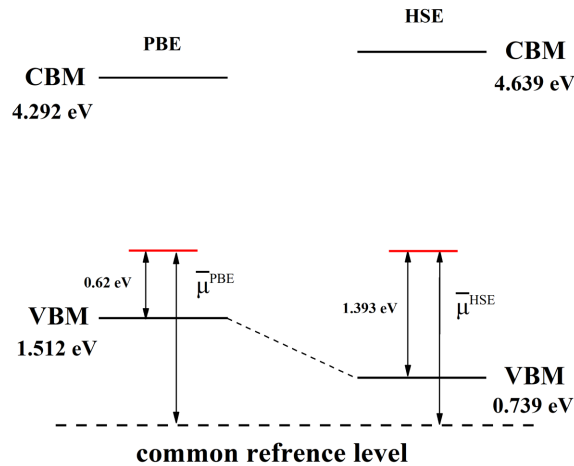 PBE
HSE
CBM
4.292 eV
CBM
4.639 eV
0.62 eV
μ̅PBE
1.393 eV
μ̅HSE
VBM
1.512 eV
VBM
0.739 eV
common refrence level